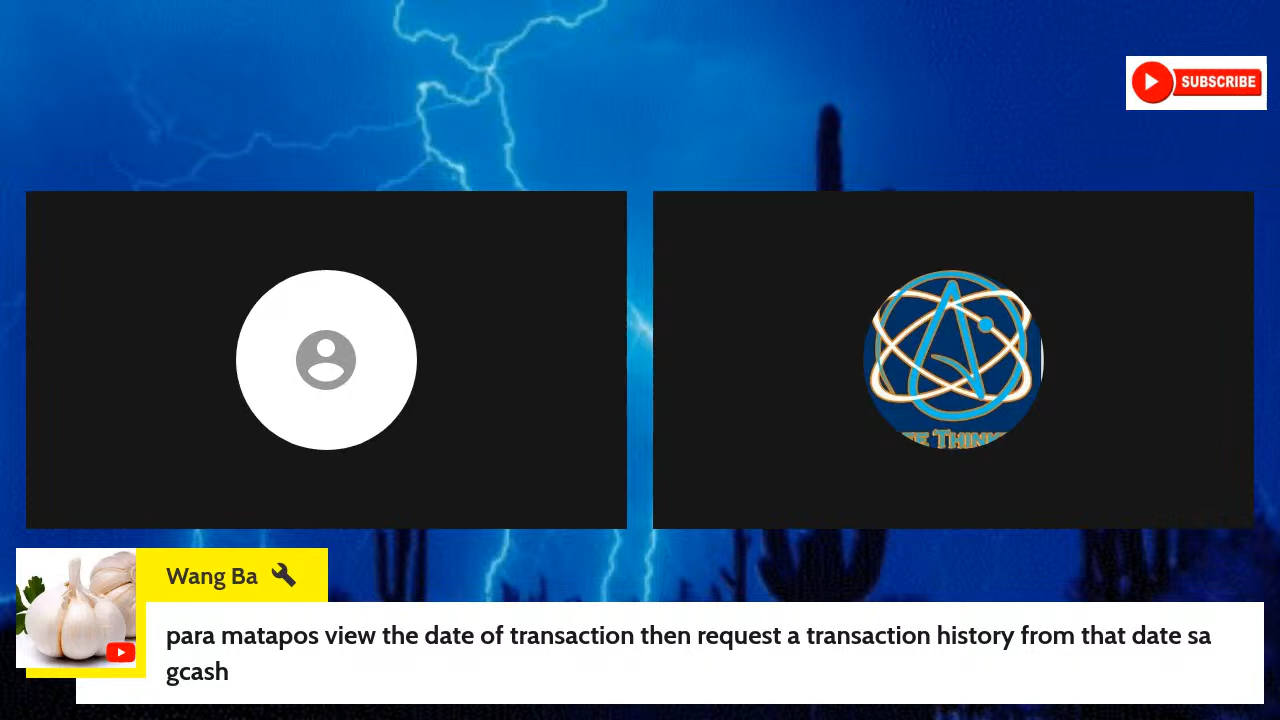 SUBSCRIBE
THINK
Wang Ba
para matapos view the date of transaction then request a transaction history from that date sa
gcash